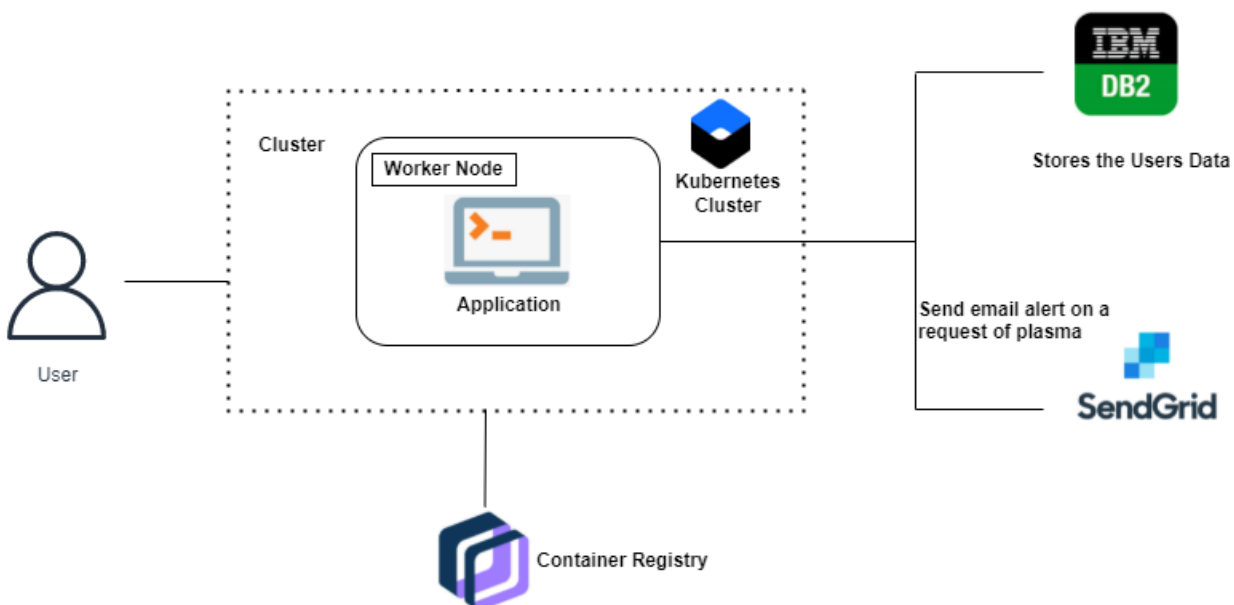 IBM
DB2
Stores the Users Data
Cluster
Worker Node
Kubernetes
Cluster
Application
User
Send email alert on a
request of plasma
SendGrid
Container Registry